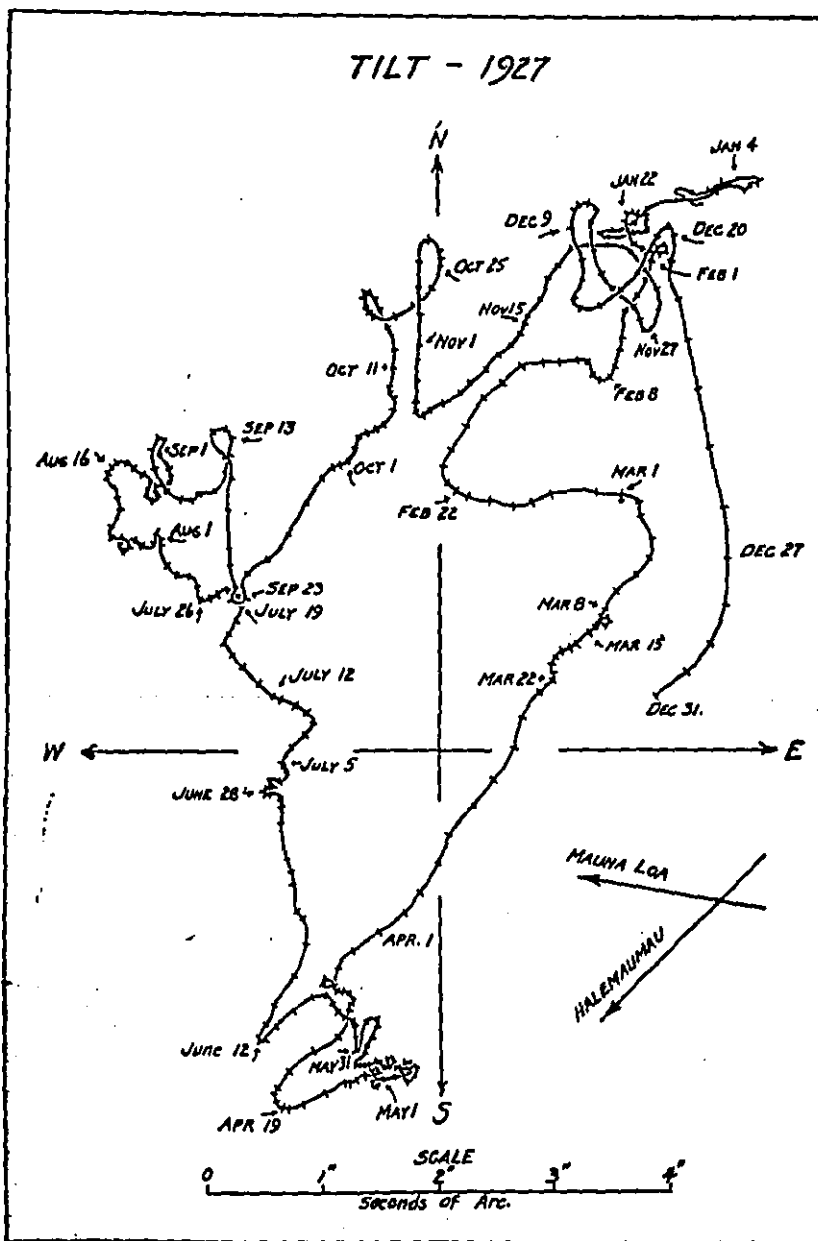 TILT - 1927
N
JAN 4
JAN 22
DEC 9
DEC 20
OCT 25
FEB 1
NOV 15
NOV 1
NOV 27
OCT 11
FEB 8
SEP 13
SEP 1
AUG 16
OCT 1
MAR 1
FEB 22
AUG 1
DEC 27
SEP 23
JULY 26
JULY 19
MAR 8
MAR 15
JULY 12
MAR 22
DEC 31.
W
E
JULY 5
JUNE 28
MAUNA LOA
APR. 1
HALEMAUMAU
JUNE 12
MAY 31
MAY 1
S
APR 19
SCALE
0 1" 2" 3" 4"
Seconds of Arc.